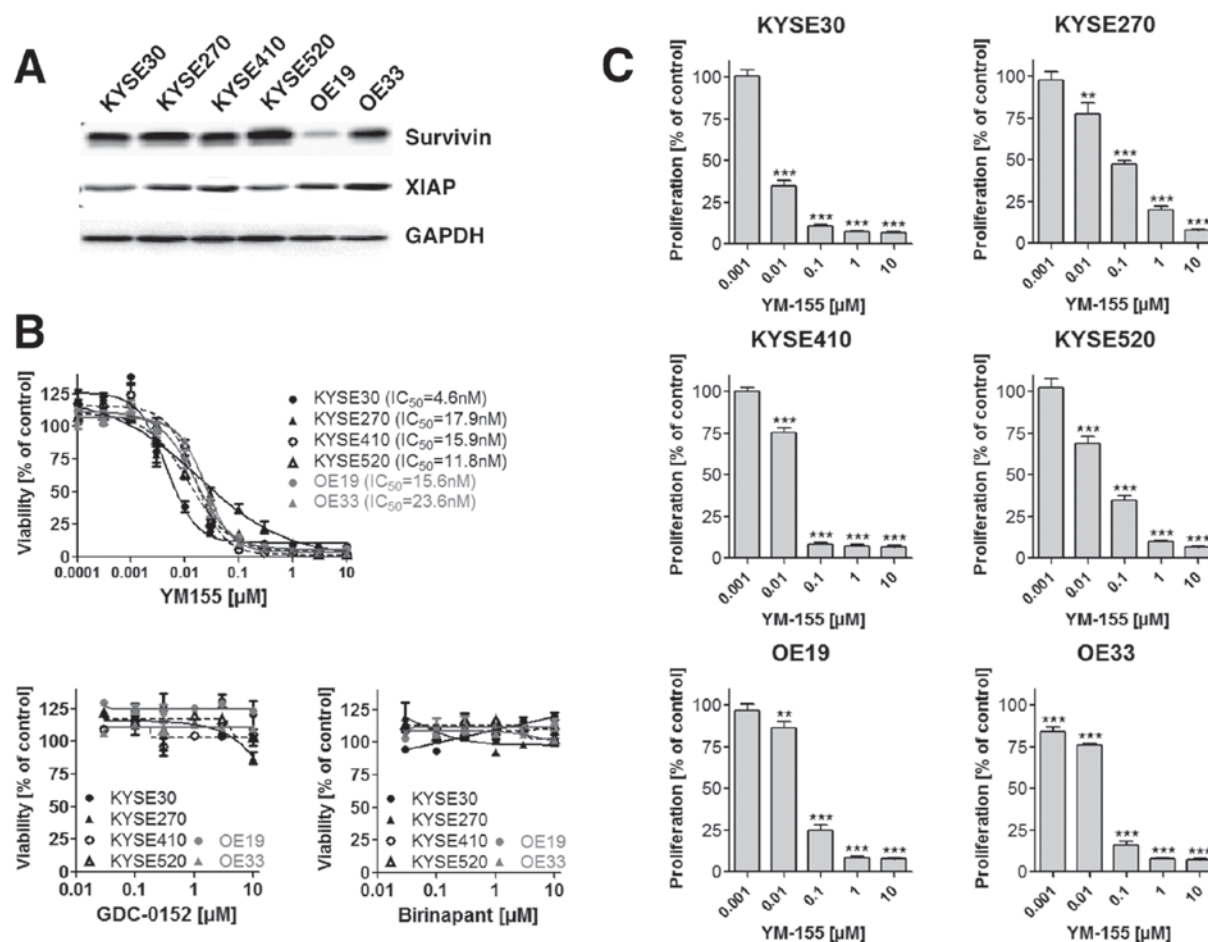 A
KYSE30
KYSE270
KYSE410
KYSE520
OE19
OE33
Survivin
XIAP
GAPDH
B
Viability [% of control]
125
100
75
50
25
0
0.0001
0.001
0.01
0.1
1
10
YM155 [µM]
KYSE30 (IC50=4.6nM)
KYSE270 (IC50=17.9nM)
KYSE410 (IC50=15.9nM)
KYSE520 (IC50=11.8nM)
OE19 (IC50=15.6nM)
OE33 (IC50=23.6nM)
Viability [% of control]
150
125
100
75
50
25
0
KYSE30
KYSE270
KYSE410
OE19
KYSE520
OE33
0.01
0.1
1
10
GDC-0152 [µM]
Viability [% of control]
150
125
100
75
50
25
0
KYSE30
KYSE270
KYSE410
OE19
KYSE520
OE33
0.01
0.1
1
10
Birinapant [µM]
C
KYSE30
Proliferation [% of control]
100
75
50
25
0
***
***
***
***
0.001
0.01
0.1
1
10
YM-155 [µM]
KYSE270
Proliferation [% of control]
100
75
50
25
0
**
***
***
***
0.001
0.01
0.1
1
10
YM-155 [µM]
KYSE410
Proliferation [% of control]
100
75
50
25
0
***
***
***
***
0.001
0.01
0.1
1
10
YM-155 [µM]
KYSE520
Proliferation [% of control]
100
75
50
25
0
***
***
***
***
0.001
0.01
0.1
1
10
YM-155 [µM]
OE19
Proliferation [% of control]
100
75
50
25
0
**
***
***
***
0.001
0.01
0.1
1
10
YM-155 [µM]
OE33
Proliferation [% of control]
100
75
50
25
0
***
***
***
***
***
0.001
0.01
0.1
1
10
YM-155 [µM]